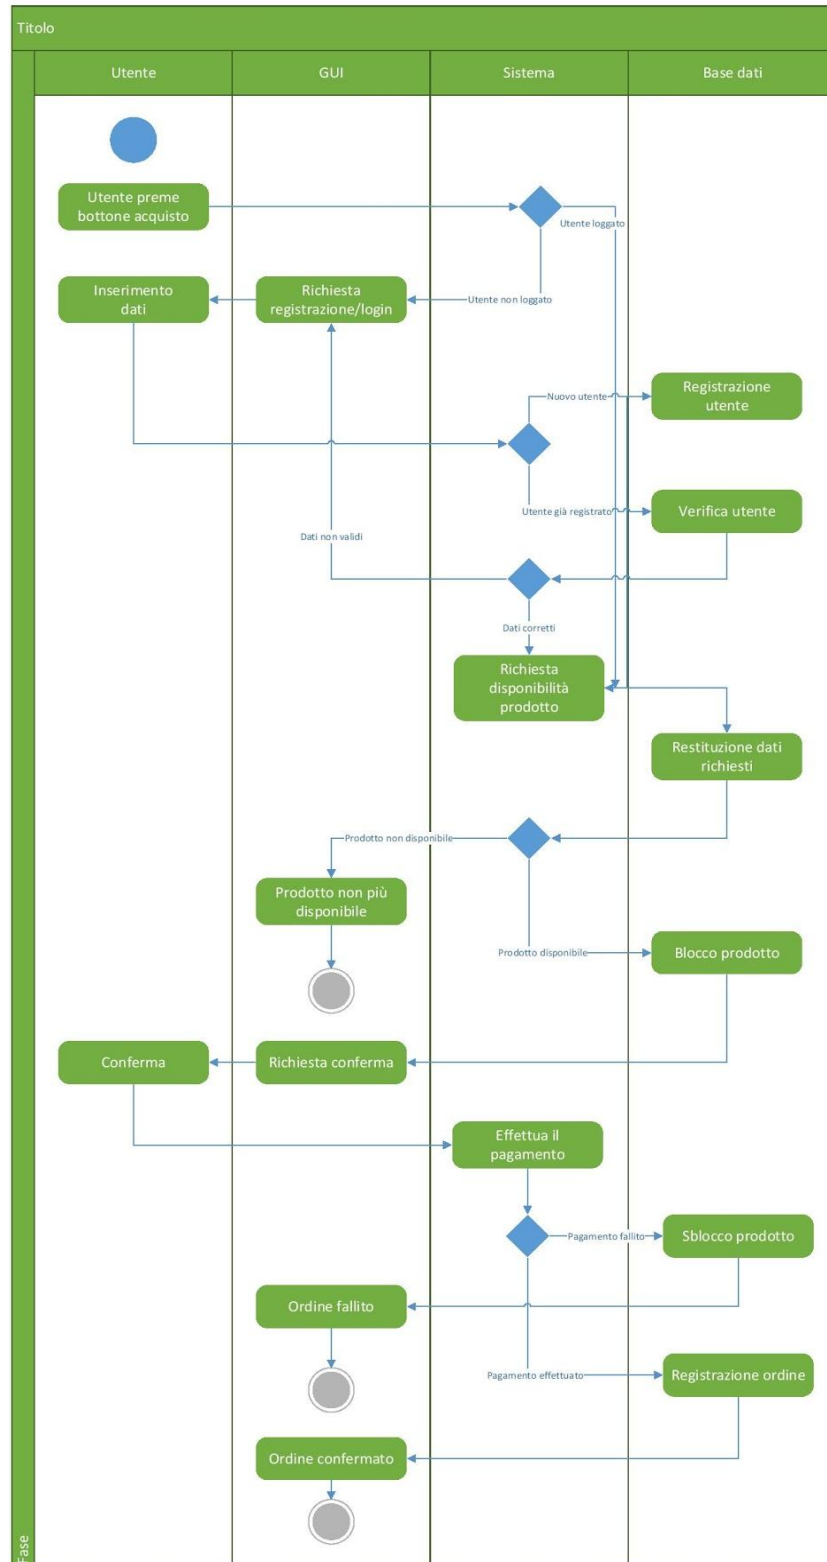 Titolo
Utente
GUI
Sistema
Base dati
Utente preme
bottone acquisto
Utente loggato
Inserimento
dati
Richiesta
registrazione/login
Utente non loggato
Nuovo utente
Registrazione
utente
Utente già registrato
Verifica utente
Dati non validi
Dati corretti
Richiesta
disponibilità
prodotto
Restituzione dati
richiesti
Prodotto non disponibile
Prodotto non più
disponibile
Prodotto disponibile
Blocco prodotto
Conferma
Richiesta conferma
Effettua il
pagamento
Pagamento fallito
Sblocco prodotto
Ordine fallito
Pagamento effettuato
Registrazione ordine
Ordine confermato
Fase